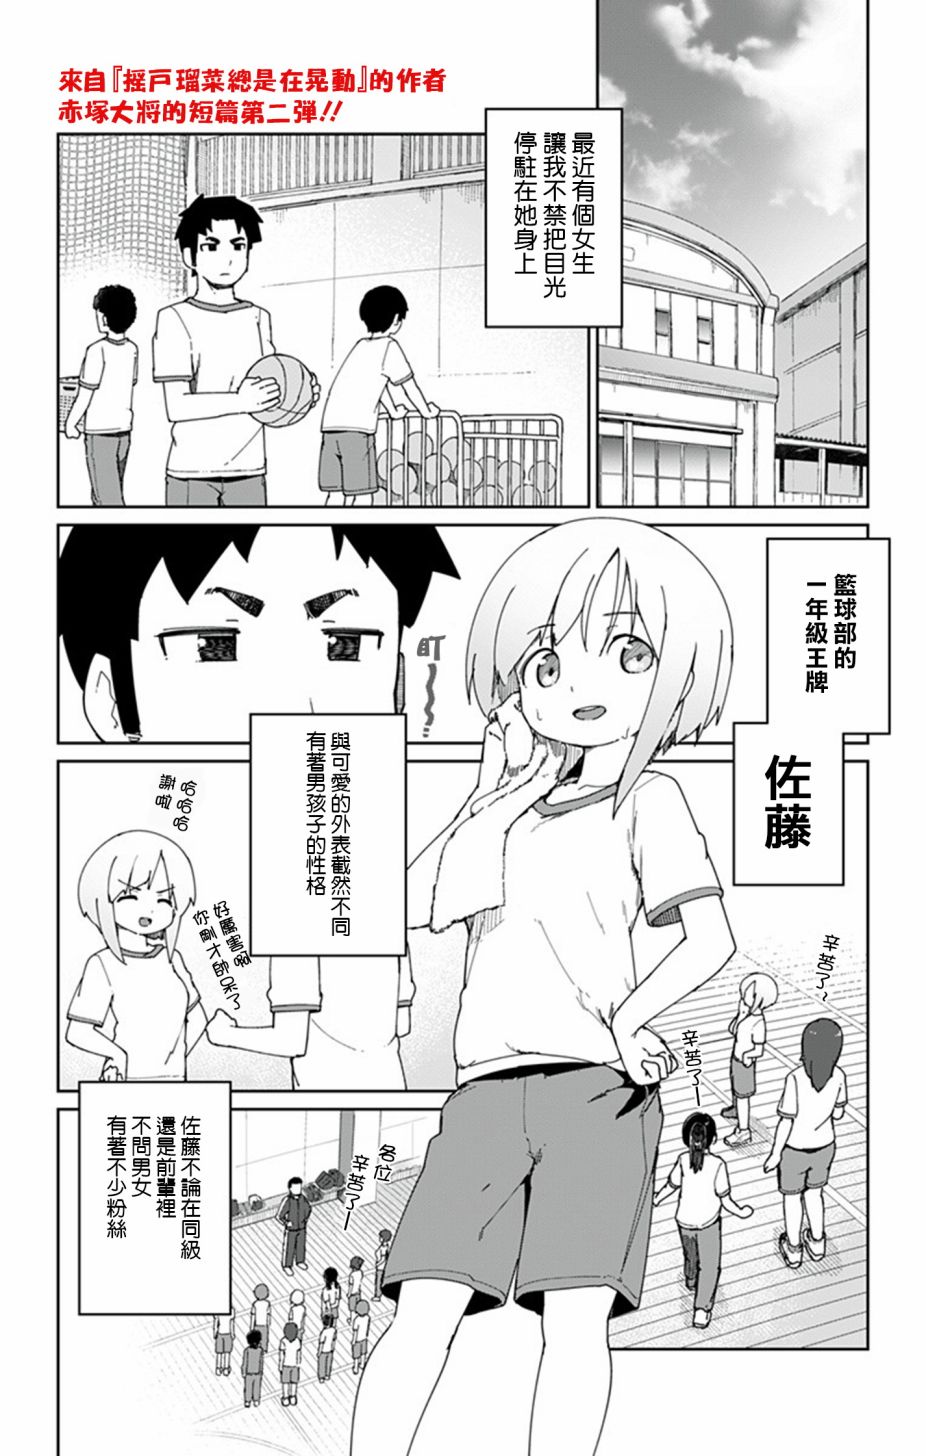 來自『搖戸瑠菜總是在晃動』的作者
赤塚大将的短篇第二彈!!
最近有個女生
讓我不禁把目光
停駐在她身上
籃球部的
一年級王牌
佐藤
盯～～～…
與可愛的外表截然不同
有著男孩子的性格
哈哈哈
謝啦
好厲害啊
你剛才帥呆了
辛苦了～
辛苦了ー
各位
辛苦了ー
佐藤不論在同級
還是前輩裡
不問男女
有著不少粉絲